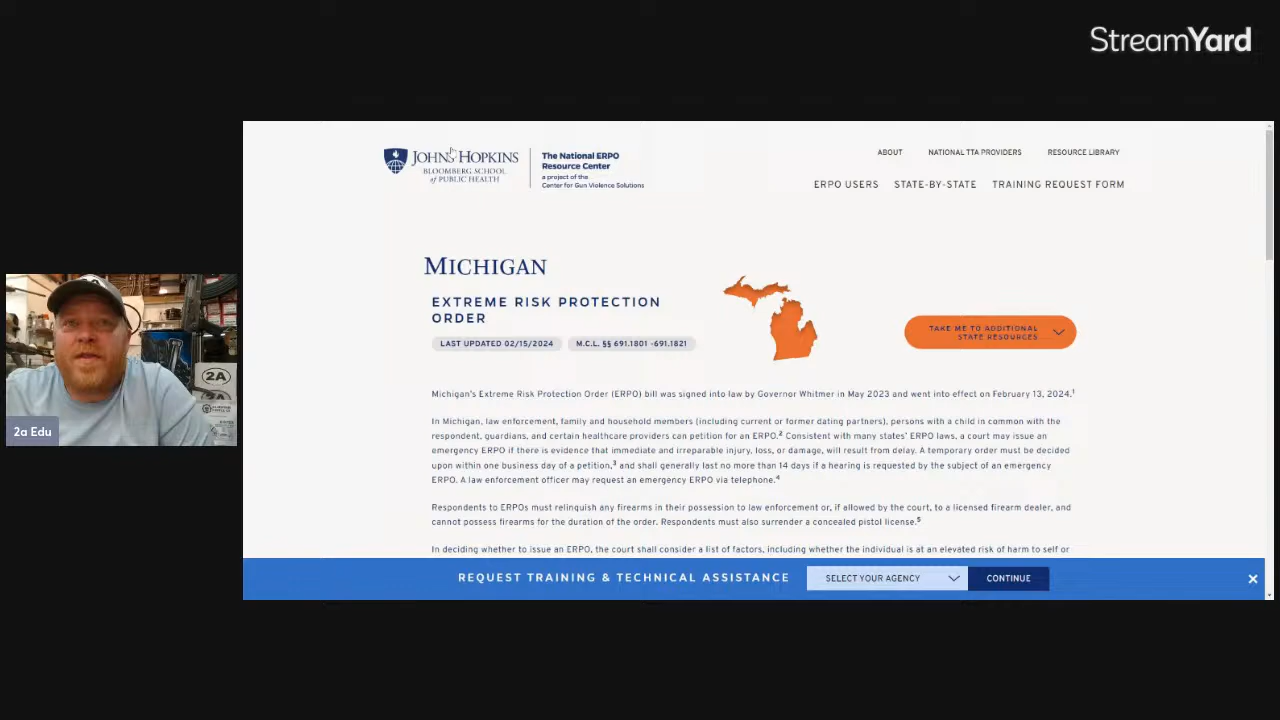 StreamYard
JOHNS HOPKINS
BLOOMBERG SCHOOL
of PUBLIC HEALTH
The National ERPO
Resource Center
a project of the
Center for Gun Violence Solutions
ABOUT NATIONAL TTA PROVIDERS RESOURCE LIBRARY
ERPO USERS STATE-BY-STATE TRAINING REQUEST FORM
MICHIGAN
EXTREME RISK PROTECTION
ORDER
LAST UPDATED 02/15/2024 M.C.L. §§ 691.1801 -691.1821
TAKE ME TO ADDITIONAL
STATE RESOURCES
Michigan's Extreme Risk Protection Order (ERPO) bill was signed into law by Governor Whitmer in May 2023 and went into effect on February 13, 2024.¹
In Michigan, law enforcement, family and household members (including current or former dating partners), persons with a child in common with the
respondent, guardians, and certain healthcare providers can petition for an ERPO.² Consistent with many states' ERPO laws, a court may issue an
emergency ERPO if there is evidence that immediate and irreparable injury, loss, or damage, will result from delay. A temporary order must be decided
upon within one business day of a petition,³ and shall generally last no more than 14 days if a hearing is requested by the subject of an emergency
ERPO. A law enforcement officer may request an emergency ERPO via telephone.⁴
Respondents to ERPOs must relinquish any firearms in their possession to law enforcement or, if allowed by the court, to a licensed firearm dealer, and
cannot possess firearms for the duration of the order. Respondents must also surrender a concealed pistol license.⁵
In deciding whether to issue an ERPO, the court shall consider a list of factors, including whether the individual is at an elevated risk of harm to self or
REQUEST TRAINING & TECHNICAL ASSISTANCE SELECT YOUR AGENCY CONTINUE
2A
2a Edu